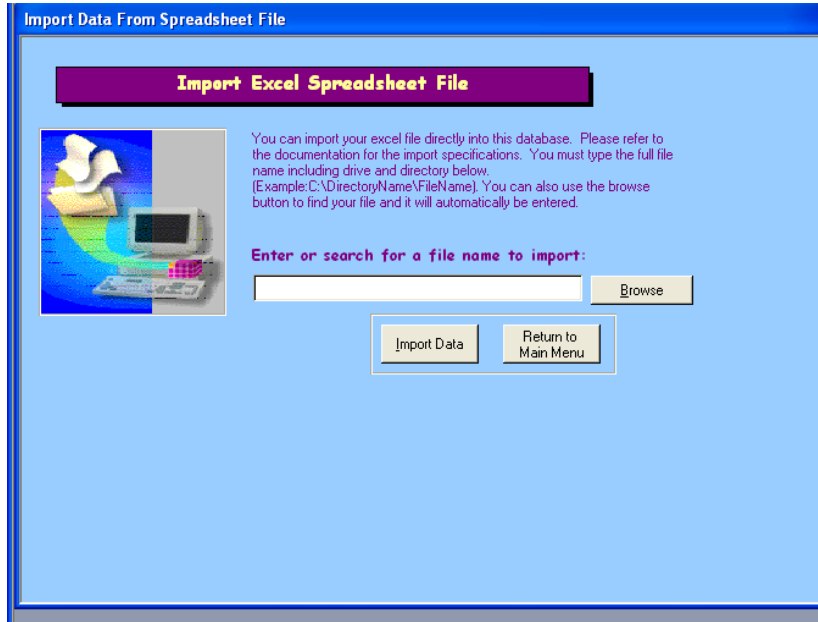 Import Data From Spreadsheet File
Import Excel Spreadsheet File
You can import your excel file directly into this database.  Please refer to
the documentation for the import specifications.  You must type the full file
name including drive and directory below.
(Example:C:\DirectoryName\FileName). You can also use the browse
button to find your file and it will automatically be entered.
Enter or search for a file name to import:
Browse
Import Data
Return to
Main Menu